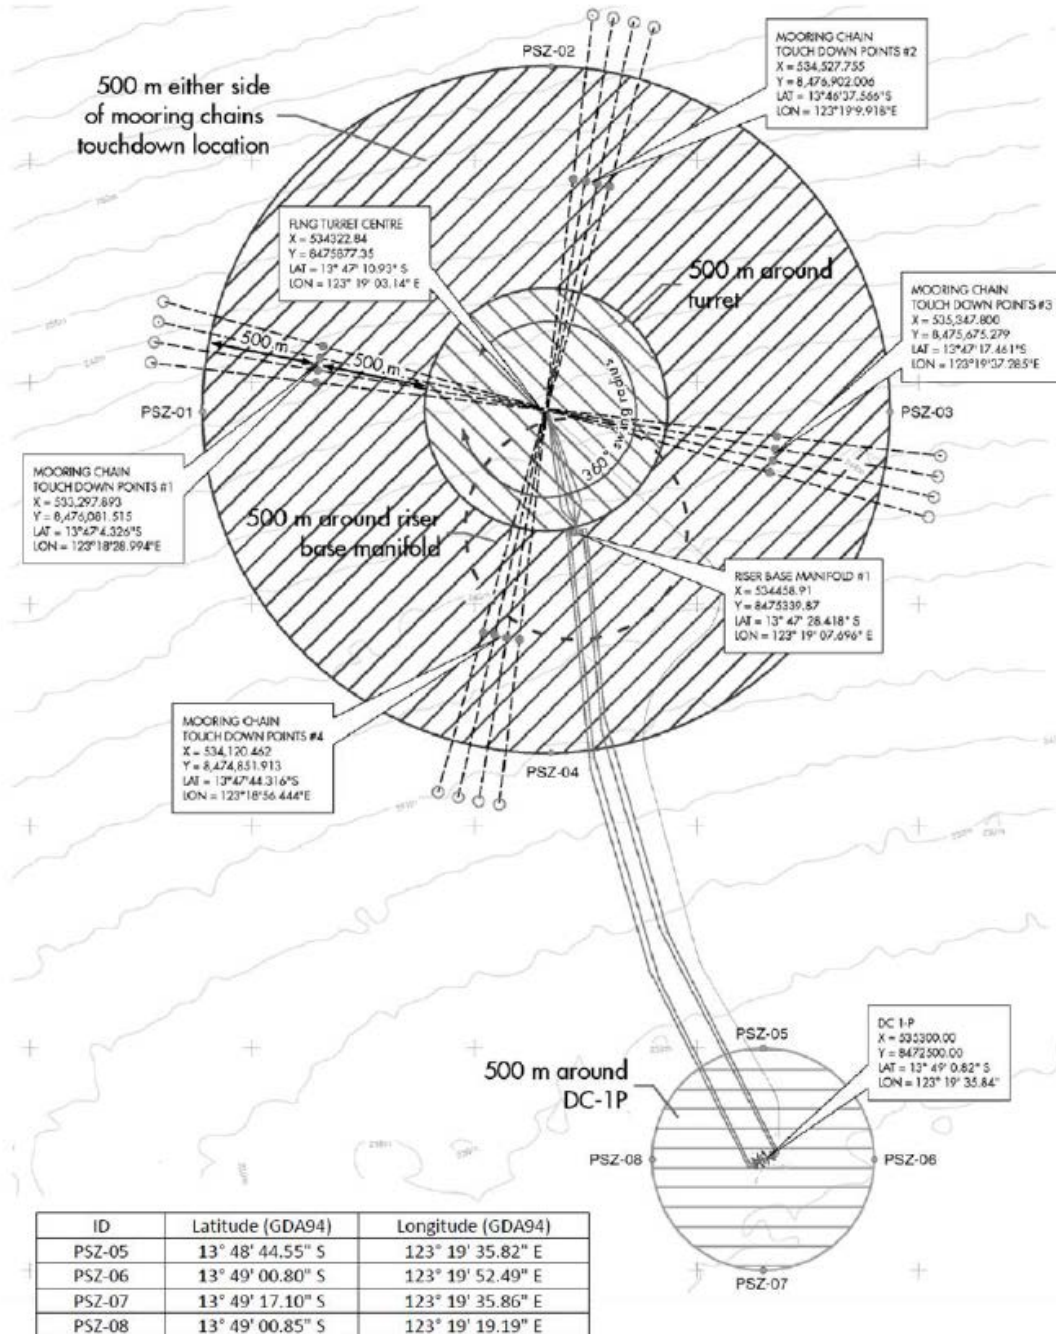 PSZ-02
MOORING CHAIN
TOUCH DOWN POINTS #2
X = 534,527.755
Y = 8,476,902.006
LAT = 13°46'37.566"S
LON = 123°19'9.918"E
500 m either side
of mooring chains
touchdown location
FLNG TURRET CENTRE
X = 534322.84
Y = 8475877.35
LAT = 13° 47' 10.93" S
LON = 123° 19' 03.14" E
500 m around
turret
MOORING CHAIN
TOUCH DOWN POINTS #3
X = 535,347.800
Y = 8,475,675.279
LAT = 13°47'17.461"S
LON = 123°19'37.285"E
500 m
500 m
360° swing radius
PSZ-01
PSZ-03
MOORING CHAIN
TOUCH DOWN POINTS #1
X = 533,297.893
Y = 8,476,081.515
LAT = 13°47'4.326"S
LON = 123°18'28.994"E
500 m around riser
base manifold
RISER BASE MANIFOLD #1
X = 534458.91
Y = 8475339.87
LAT = 13° 47' 28.418" S
LON = 123° 19' 07.696" E
MOORING CHAIN
TOUCH DOWN POINTS #4
X = 534,120.462
Y = 8,474,851.913
LAT = 13°47'44.316"S
LON = 123°18'56.444"E
PSZ-04
PSZ-05
DC 1-P
X = 535300.00
Y = 8472500.00
LAT = 13° 49' 0.82" S
LON = 123° 19' 35.84"
500 m around
DC-1P
PSZ-08
PSZ-06
PSZ-07
ID Latitude (GDA94) Longitude (GDA94)
PSZ-05 13° 48' 44.55" S 123° 19' 35.82" E
PSZ-06 13° 49' 00.80" S 123° 19' 52.49" E
PSZ-07 13° 49' 17.10" S 123° 19' 35.86" E
PSZ-08 13° 49' 00.85" S 123° 19' 19.19" E